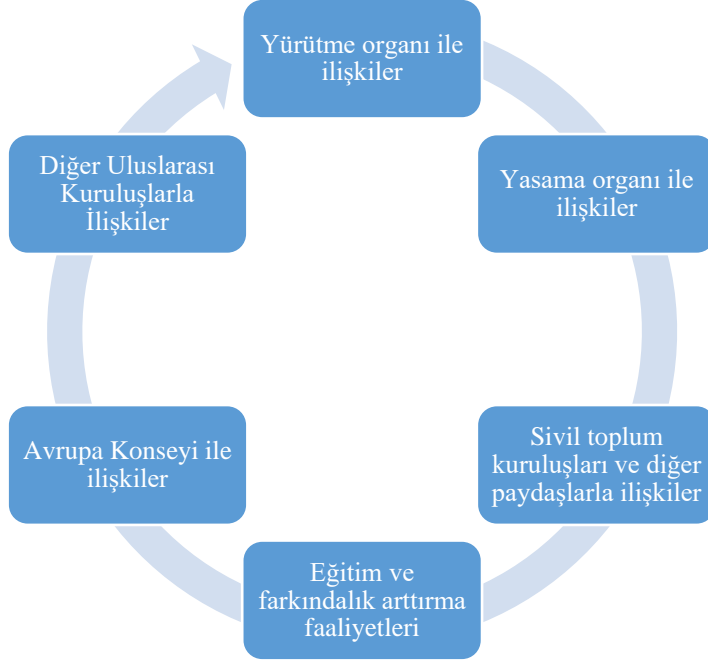 Yürütme organı ile
ilişkiler
Yasama organı ile
ilişkiler
Sivil toplum
kuruluşları ve diğer
paydaşlarla ilişkiler
Eğitim ve
farkındalık arttırma
faaliyetleri
Avrupa Konseyi ile
ilişkiler
Diğer Uluslarası
Kuruluşlarla
İlişkiler